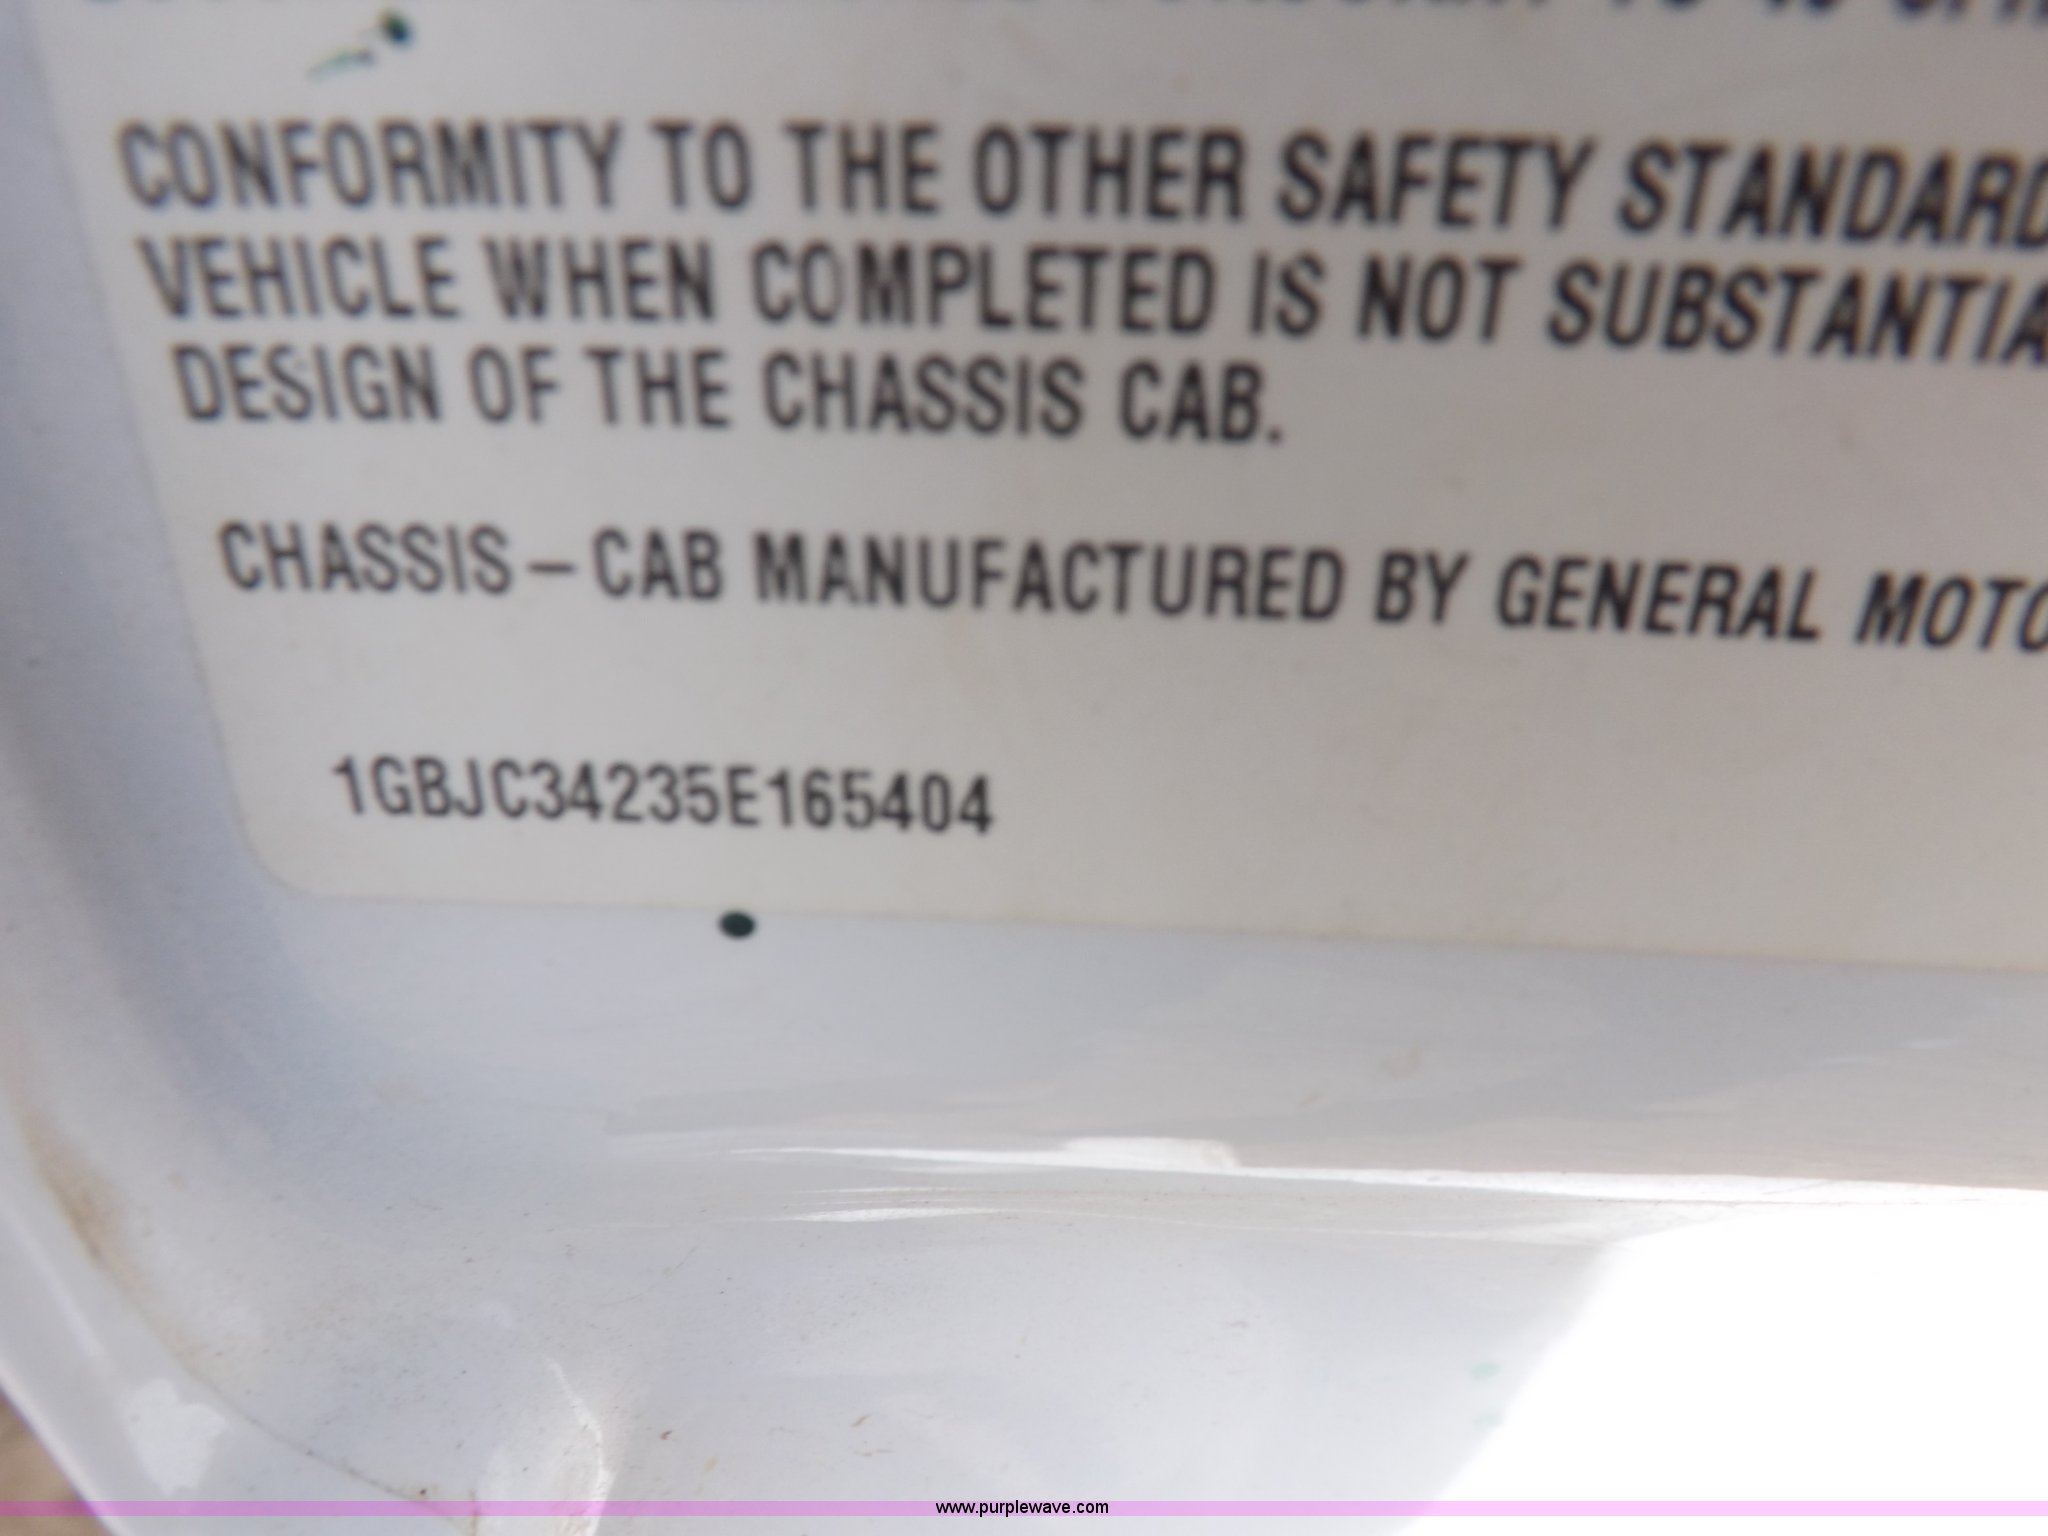 CONFORMITY TO THE OTHER SAFETY STANDARD
VEHICLE WHEN COMPLETED IS NOT SUBSTANTIA
DESIGN OF THE CHASSIS CAB.
CHASSIS – CAB MANUFACTURED BY GENERAL MOTO
1GBJC34235E165404
www.purplewave.com